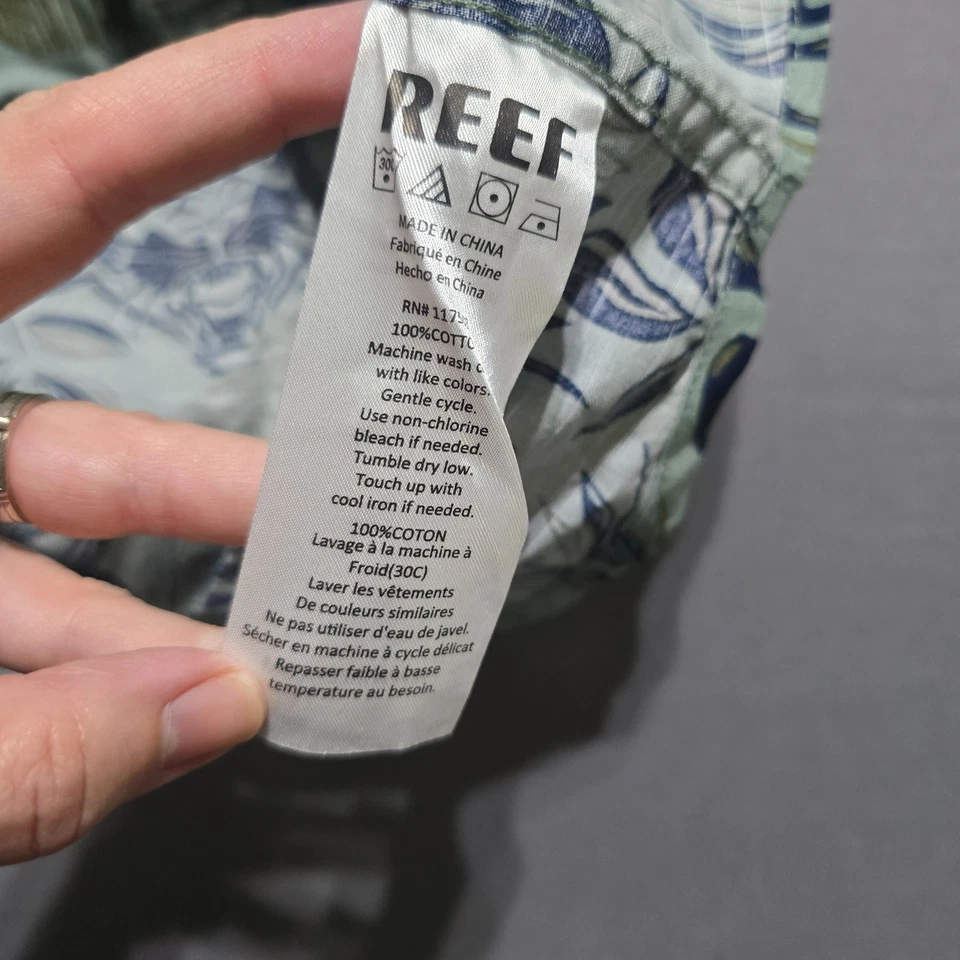 REEF
30
MADE IN CHINA
Fabriqué en Chine
Hecho en China
RN#
100%
Machine wash
with like colors.
Gentle cycle.
Use non-chlorine
bleach if needed.
Tumble dry low.
Touch up with
cool iron if needed.
100%COTON
Lavage à la machine à
Froid(30C)
Laver les vêtements
De couleurs similaires
Ne pas utiliser d'eau de javel.
Sécher en machine à cycle délicat
Repasser faible à basse
temperature au besoin.